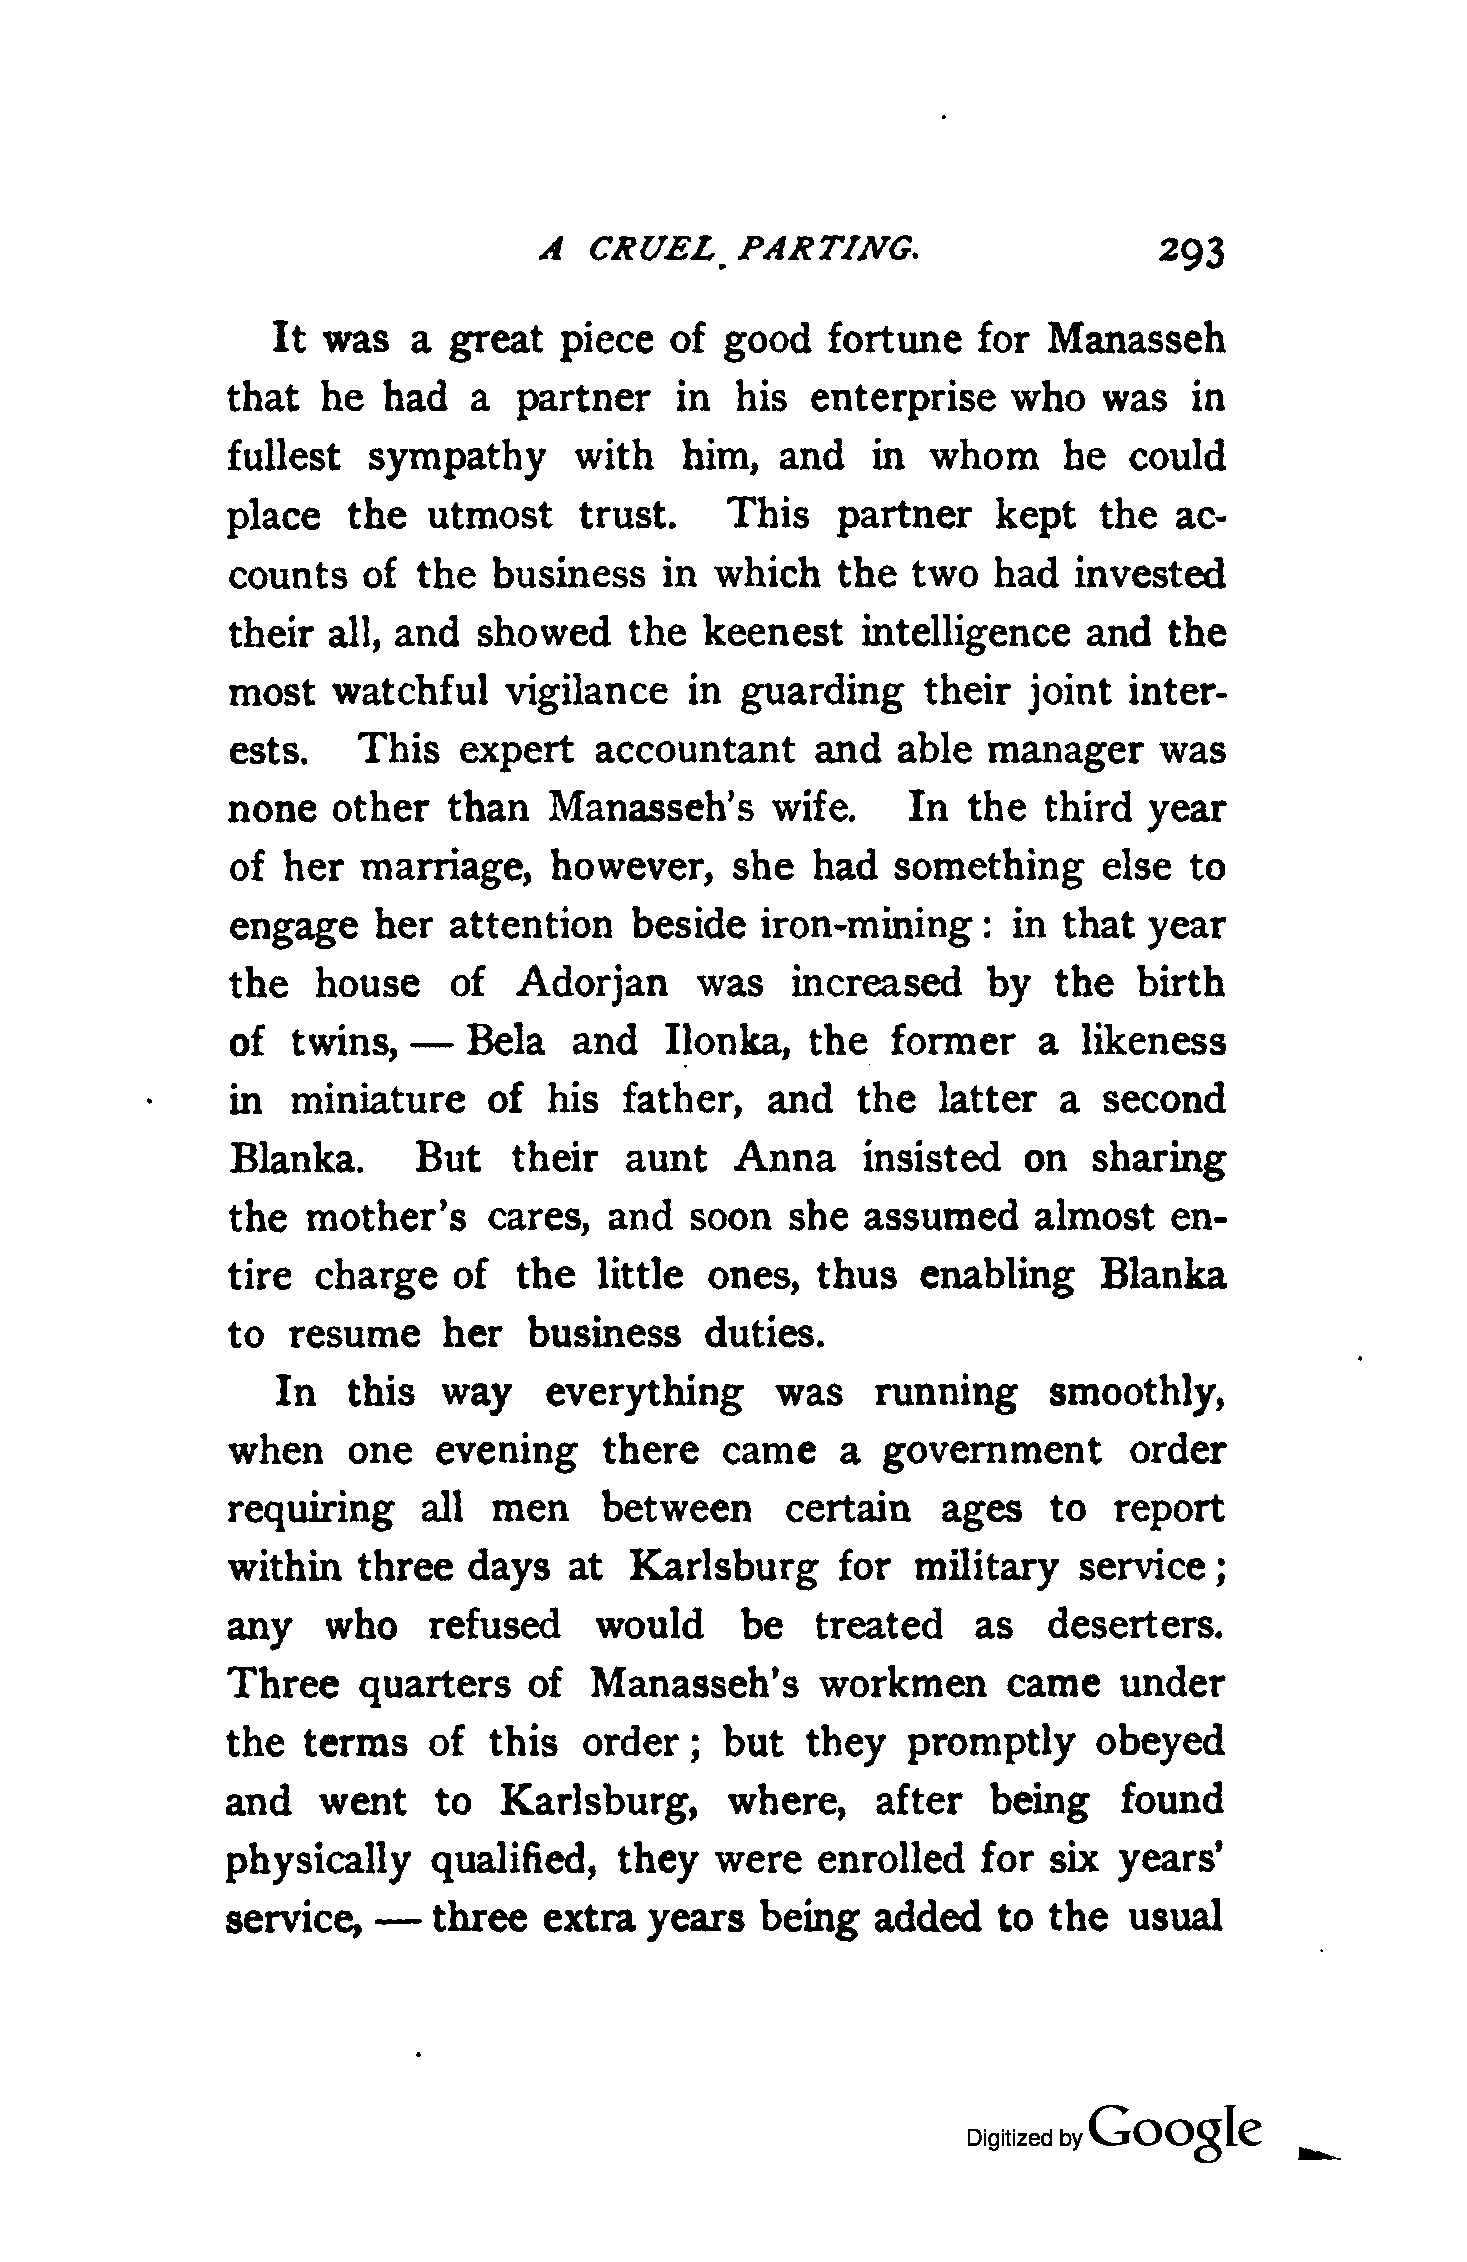 A CRUEL PARTING. 293
It was a great piece of good fortune for Manasseh
that he had a partner in his enterprise who was in
fullest sympathy with him, and in whom he could
place the utmost trust. This partner kept the ac-
counts of the business in which the two had invested
their all, and showed the keenest intelligence and the
most watchful vigilance in guarding their joint inter-
ests. This expert accountant and able manager was
none other than Manasseh's wife. In the third year
of her marriage, however, she had something else to
engage her attention beside iron-mining : in that year
the house of Adorjan was increased by the birth
of twins, — Bela and Ilonka, the former a likeness
in miniature of his father, and the latter a second
Blanka. But their aunt Anna insisted on sharing
the mother's cares, and soon she assumed almost en-
tire charge of the little ones, thus enabling Blanka
to resume her business duties.
In this way everything was running smoothly,
when one evening there came a government order
requiring all men between certain ages to report
within three days at Karlsburg for military service ;
any who refused would be treated as deserters.
Three quarters of Manasseh's workmen came under
the terms of this order ; but they promptly obeyed
and went to Karlsburg, where, after being found
physically qualified, they were enrolled for six years'
service, — three extra years being added to the usual
Digitized by Google